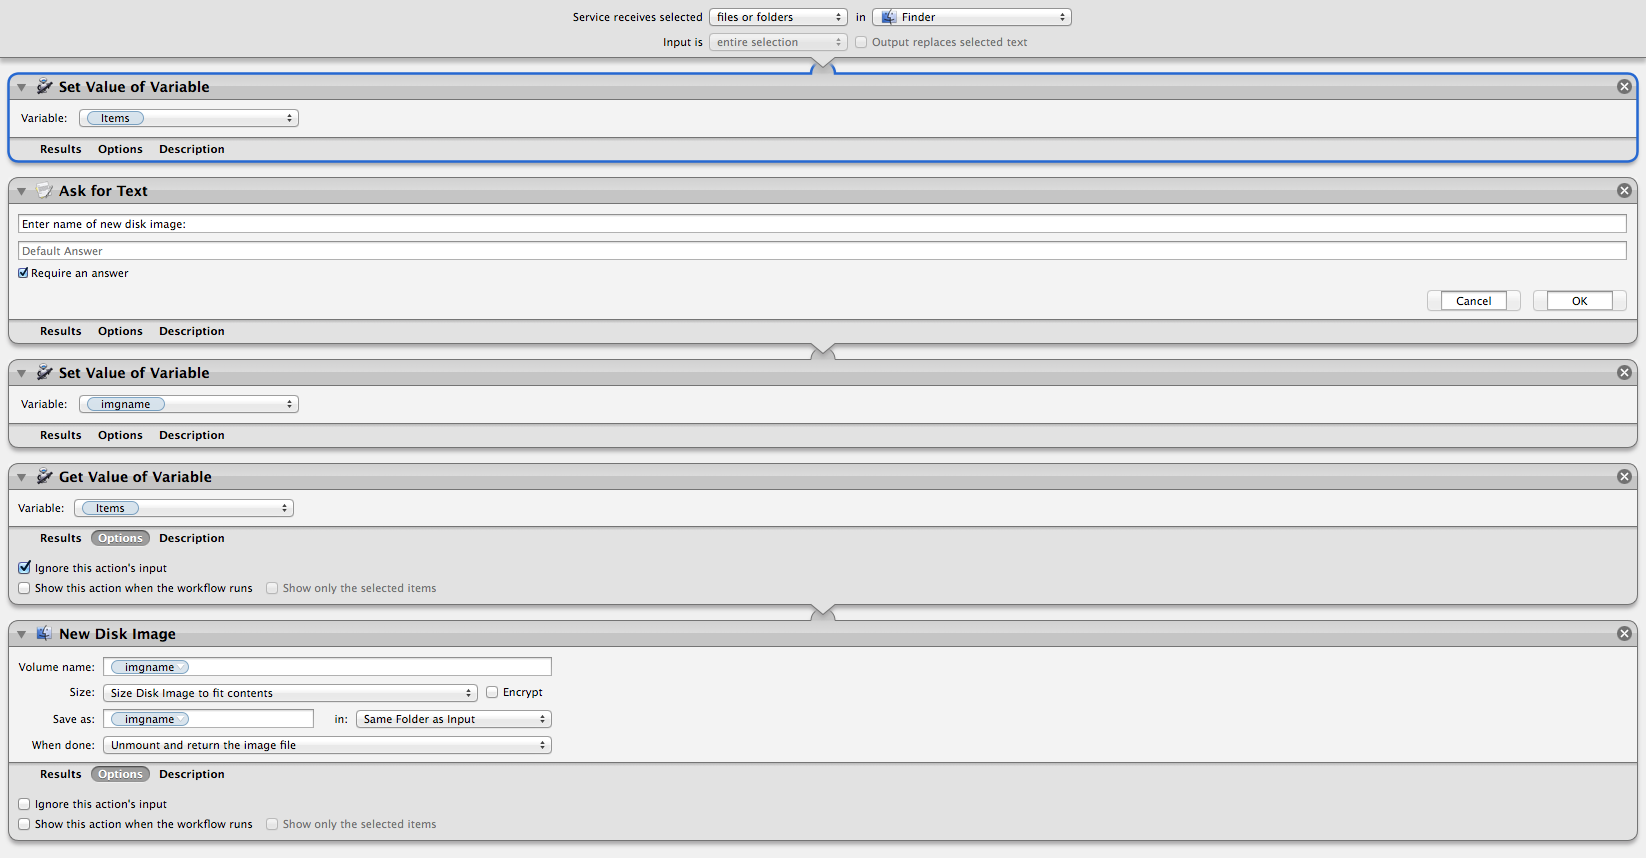 Service receives selected files or folders in Finder
Input is entire selection Output replaces selected text
Set Value of Variable
Variable: Items
Results Options Description
Ask for Text
Enter name of new disk image:
Default Answer
Require an answer
Cancel OK
Results Options Description
Set Value of Variable
Variable: imgname
Results Options Description
Get Value of Variable
Variable: Items
Results Options Description
Ignore this action's input
Show this action when the workflow runs Show only the selected items
New Disk Image
Volume name: imgname
Size: Size Disk Image to fit contents Encrypt
Save as: imgname in: Same Folder as Input
When done: Unmount and return the image file
Results Options Description
Ignore this action's input
Show this action when the workflow runs Show only the selected items